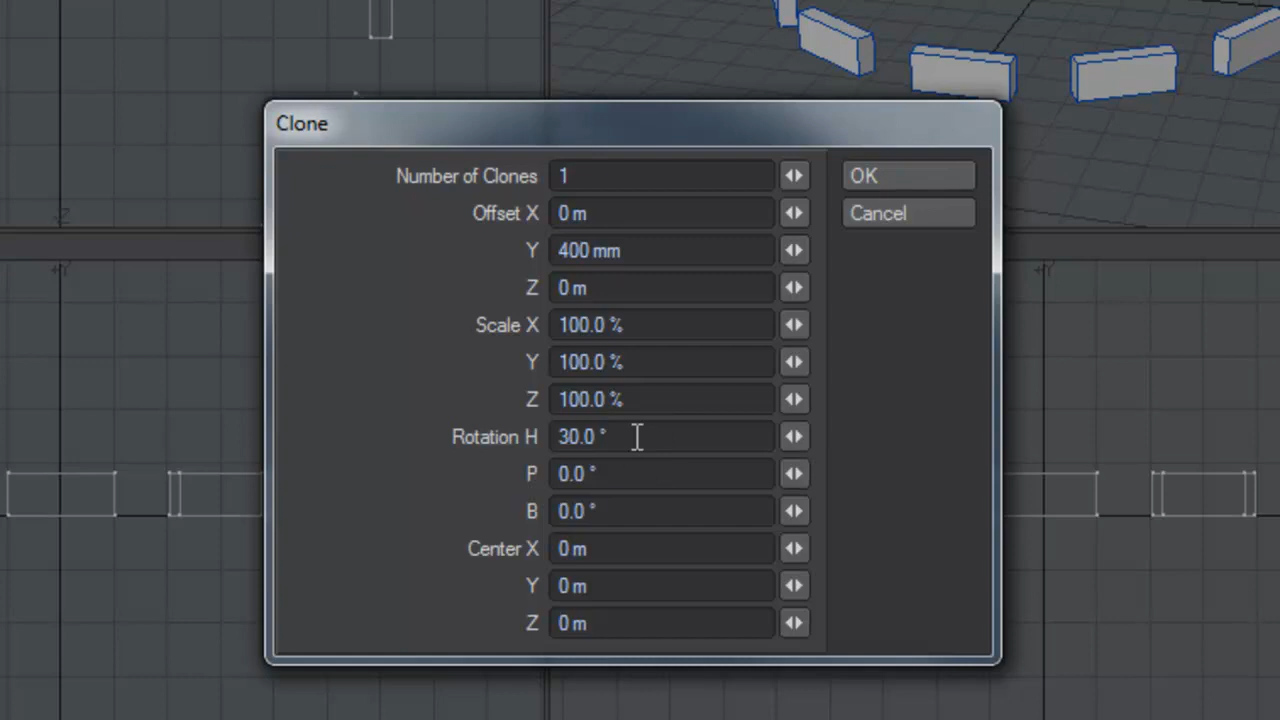 Clone
Number of Clones 1
OK
Offset X 0 m
Cancel
Y 400 mm
Z 0 m
Scale X 100.0 %
Y 100.0 %
Z 100.0 %
Rotation H 30.0 °
P 0.0 °
B 0.0 °
Center X 0 m
Y 0 m
Z 0 m
-Z
+Y
+Y